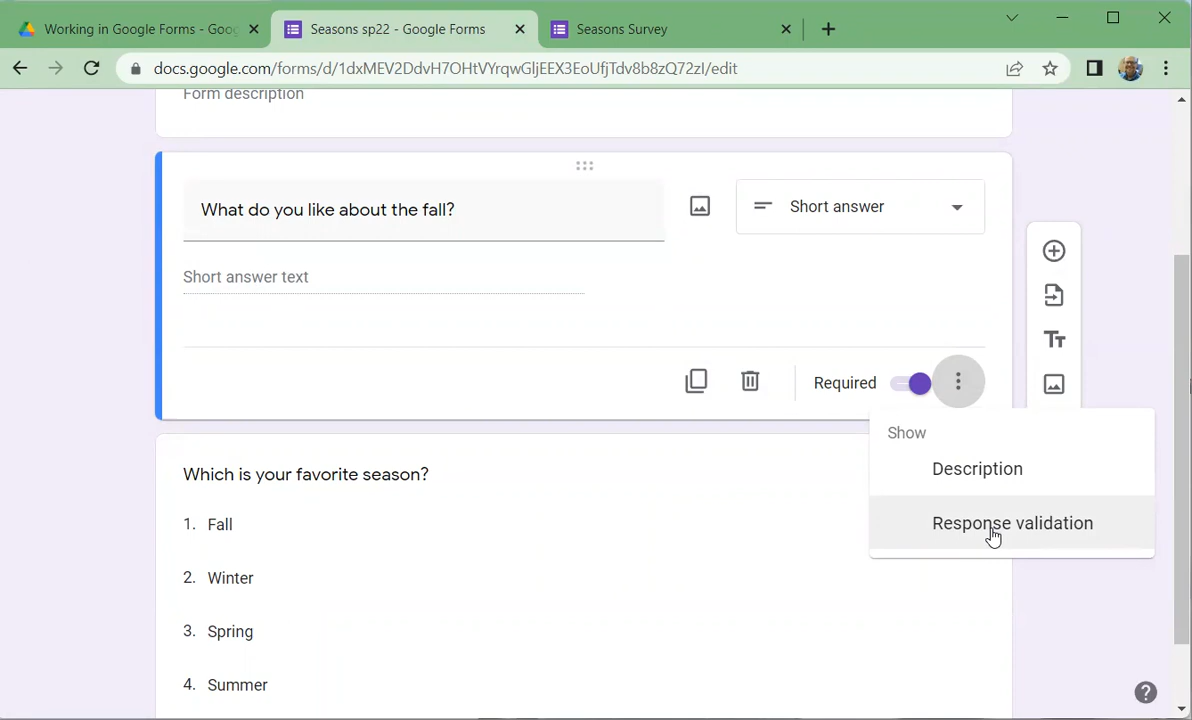 Working in Google Forms - Goog
Seasons sp22 - Google Forms
Seasons Survey
docs.google.com/forms/d/1dxMEV2DdvH7OHtVYrqwGljEEX3EoUfjTdv8b8zQ72zI/edit
Form description
What do you like about the fall?
Short answer
Short answer text
Required
Show
Description
Response validation
Which is your favorite season?
1. Fall
2. Winter
3. Spring
4. Summer